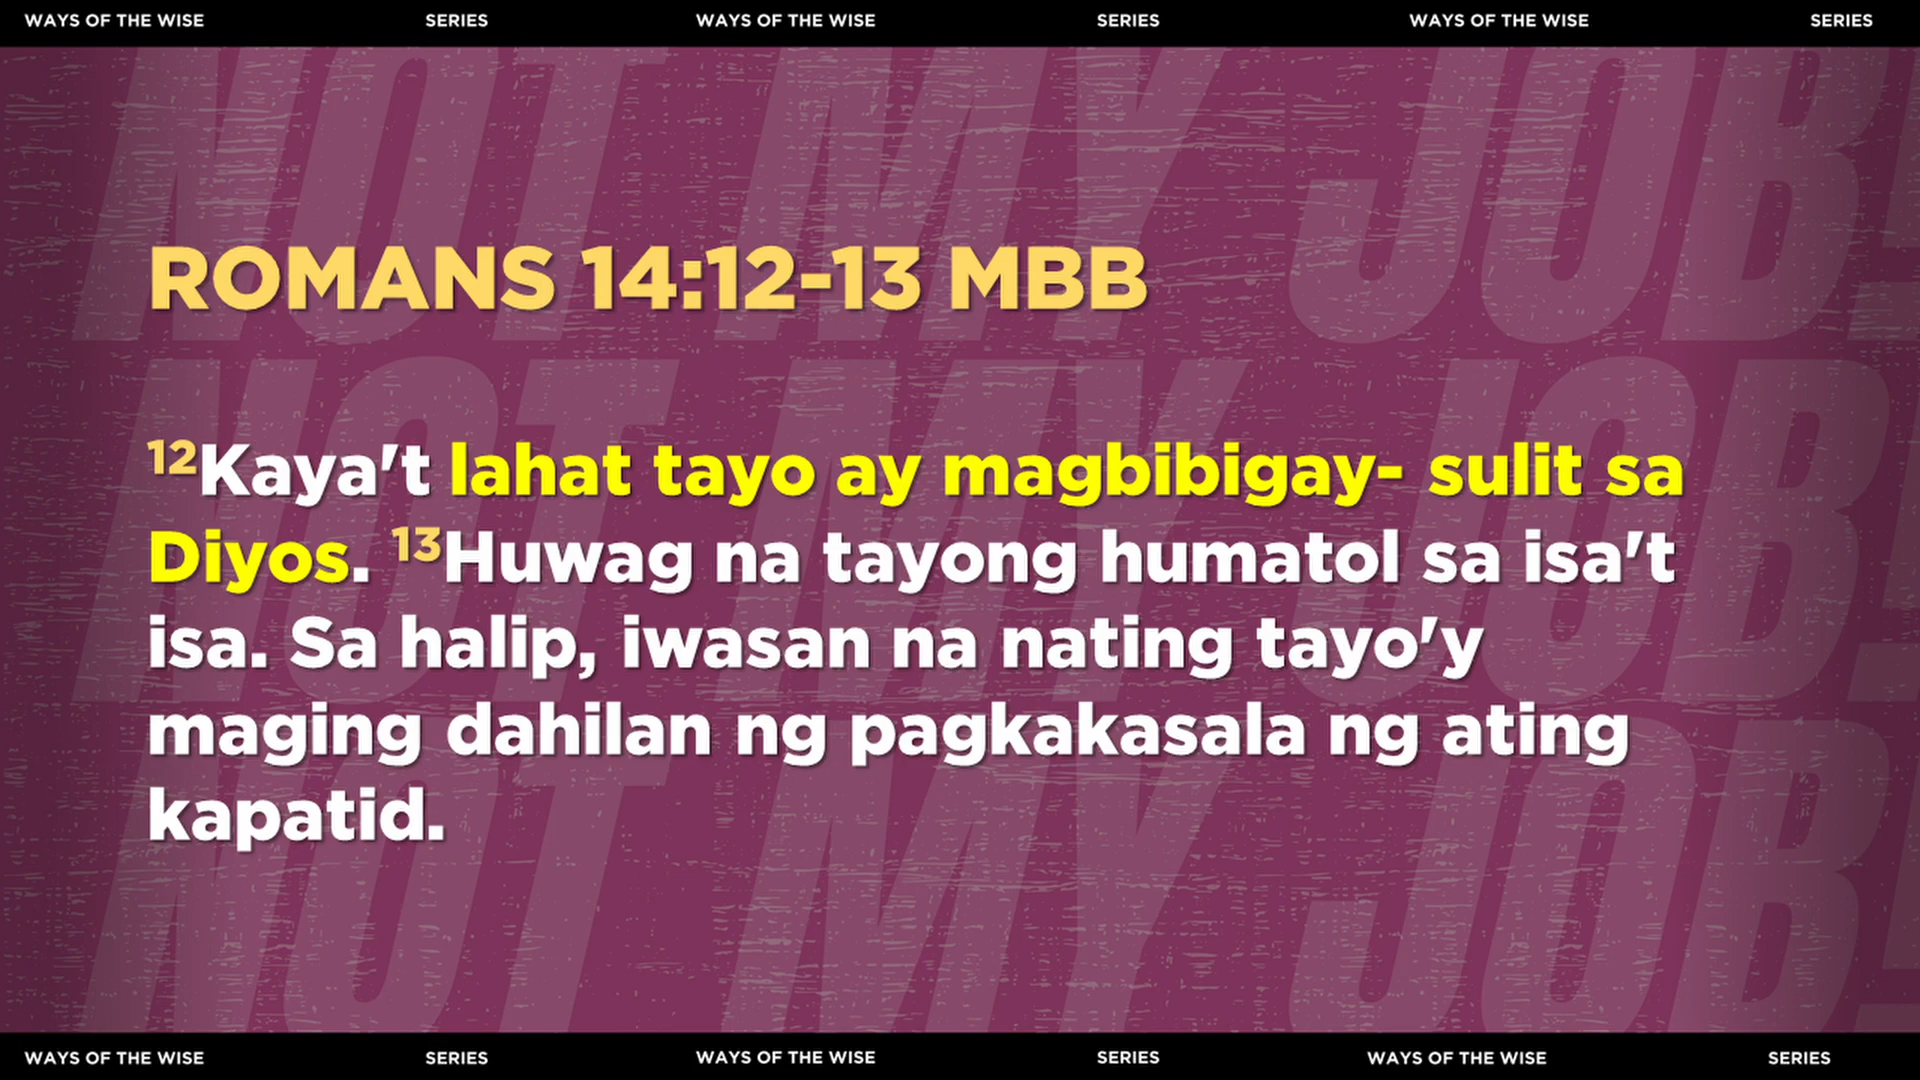 WAYS OF THE WISE SERIES WAYS OF THE WISE SERIES WAYS OF THE WISE SERIES
NOT MY JOB!
ROMANS 14:12-13 MBB
NOT MY JOB!
12Kaya't lahat tayo ay magbibigay- sulit sa
Diyos. 13Huwag na tayong humatol sa isa't
isa. Sa halip, iwasan na nating tayo'y
maging dahilan ng pagkakasala ng ating
kapatid.
NOT MY JOB!
WAYS OF THE WISE SERIES WAYS OF THE WISE SERIES WAYS OF THE WISE SERIES